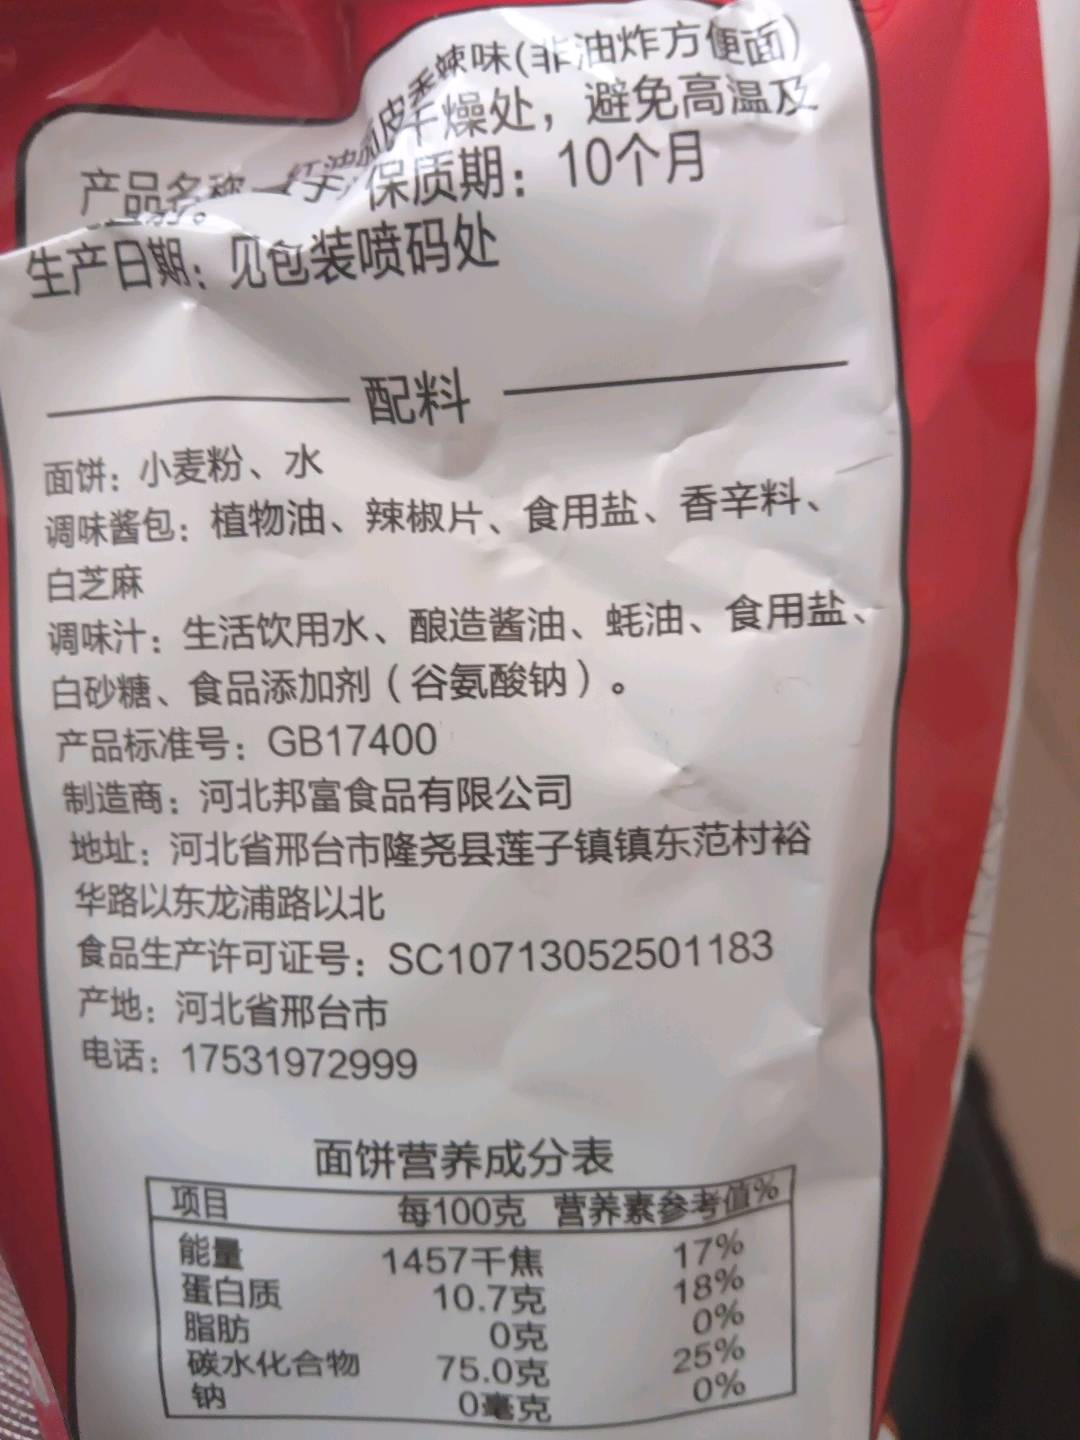 产品名称 红油 皮香辣味(非油炸方便面)
干燥处，避免高温及
保质期：10个月
生产日期：见包装喷码处
配料
面饼：小麦粉、水
调味酱包：植物油、辣椒片、食用盐、香辛料、
白芝麻
调味汁：生活饮用水、酿造酱油、蚝油、食用盐、
白砂糖、食品添加剂（谷氨酸钠）。
产品标准号：GB17400
制造商：河北邦富食品有限公司
地址：河北省邢台市隆尧县莲子镇镇东范村裕
华路以东龙浦路以北
食品生产许可证号：SC10713052501183
产地：河北省邢台市
电话：17531972999
面饼营养成分表
项目 每100克 营养素参考值%
能量 1457千焦 17%
蛋白质 10.7克 18%
脂肪 0克 0%
碳水化合物 75.0克 25%
钠 0毫克 0%